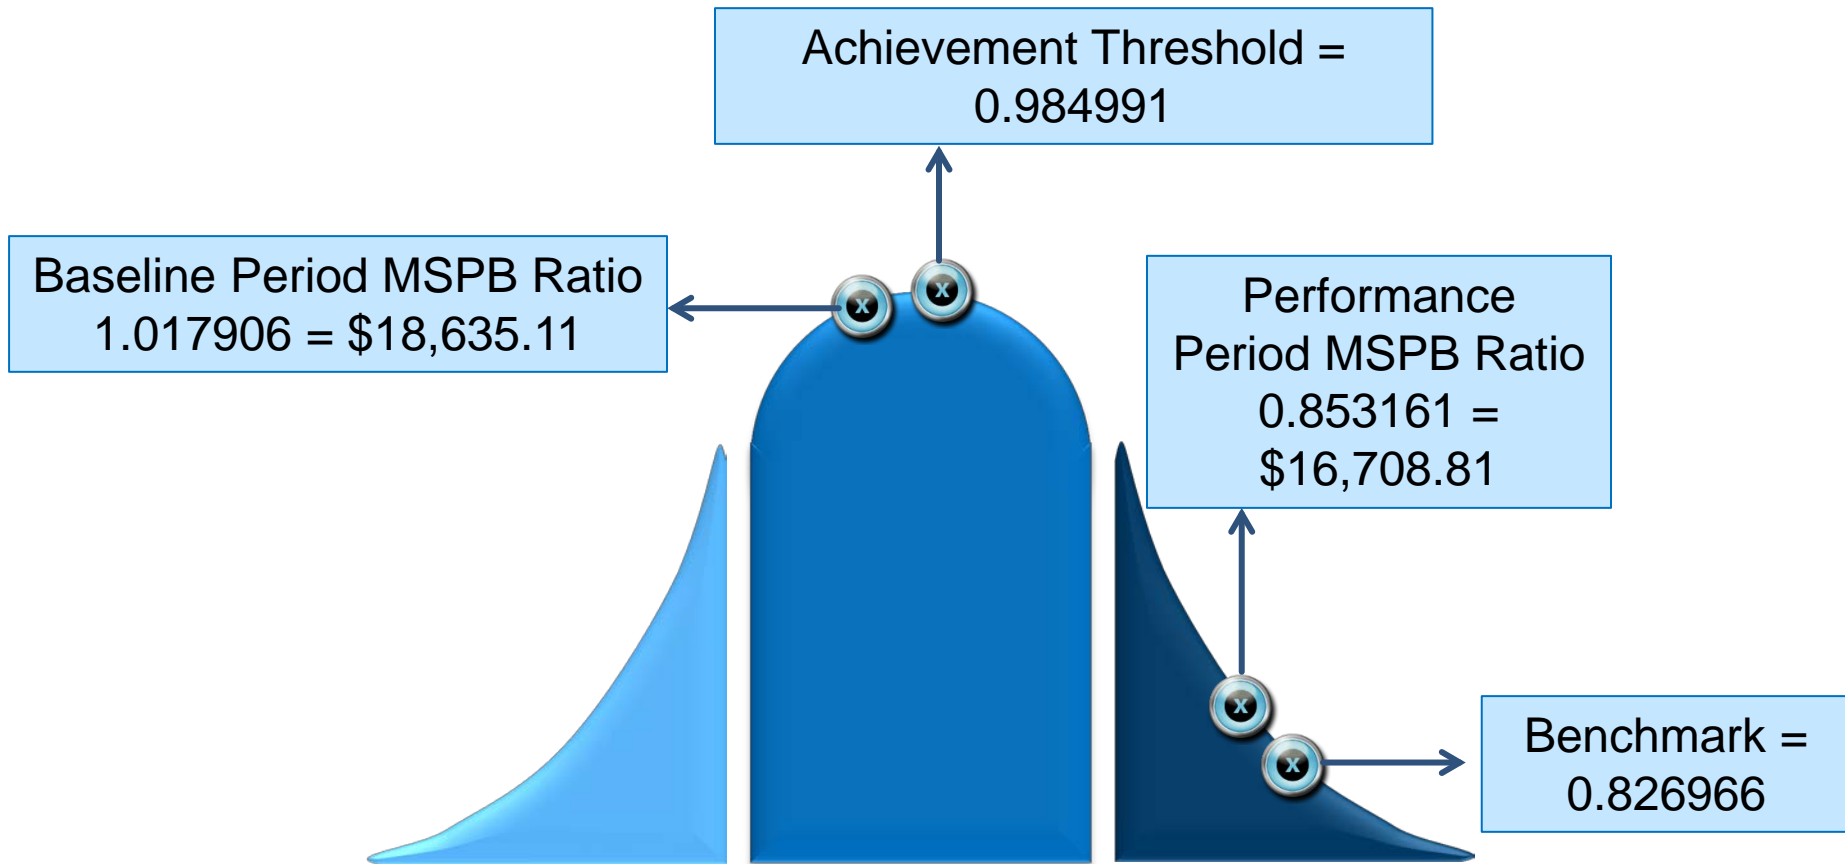 Achievement Threshold =
0.984991
Baseline Period MSPB Ratio
1.017906 = $18,635.11
Performance
Period MSPB Ratio
0.853161 =
$16,708.81
x
x
x
x
Benchmark =
0.826966